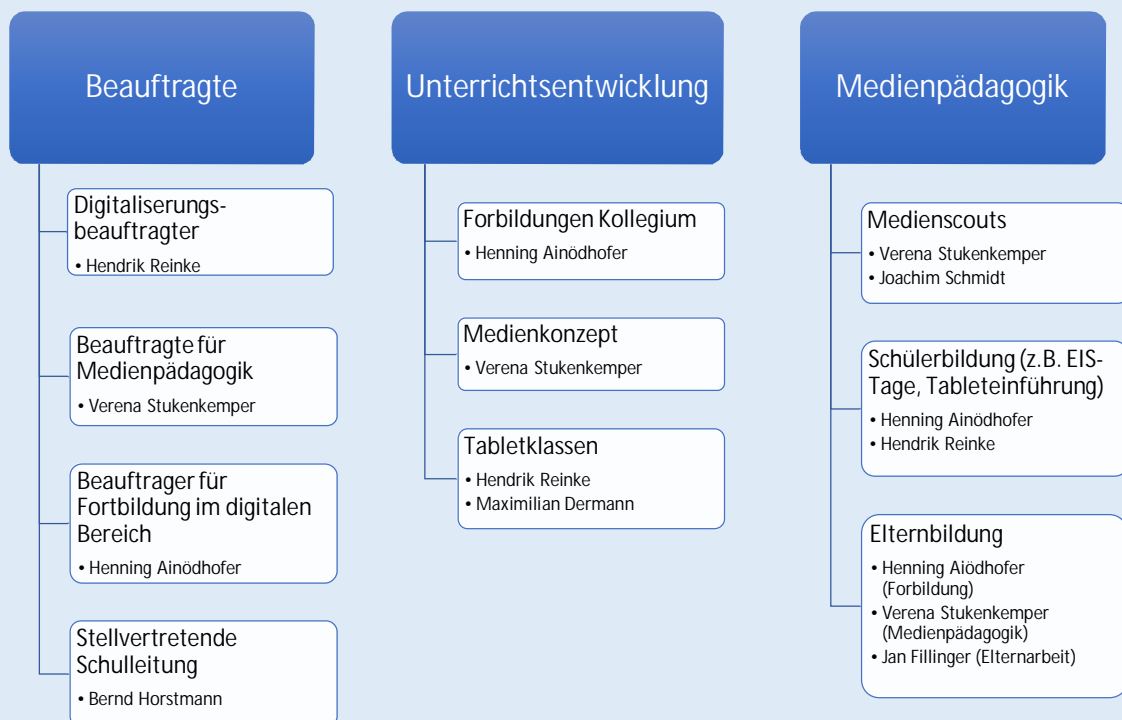 Beauftragte
Digitaliserungs-
beauftragter
• Hendrik Reinke
Beauftragte für
Medienpädagogik
• Verena Stukenkemper
Beauftrager für
Fortbildung im digitalen
Bereich
• Henning Ainödhofer
Stellvertretende
Schulleitung
• Bernd Horstmann
Unterrichtsentwicklung
Forbildungen Kollegium
• Henning Ainödhofer
Medienkonzept
• Verena Stukenkemper
Tabletklassen
• Hendrik Reinke
• Maximilian Dermann
Medienpädagogik
Medienscouts
• Verena Stukenkemper
• Joachim Schmidt
Schülerbildung (z.B. EIS-
Tage, Tableteinführung)
• Henning Ainödhofer
• Hendrik Reinke
Elternbildung
• Henning Aiödhofer
(Forbildung)
• Verena Stukenkemper
(Medienpädagogik)
• Jan Fillinger (Elternarbeit)